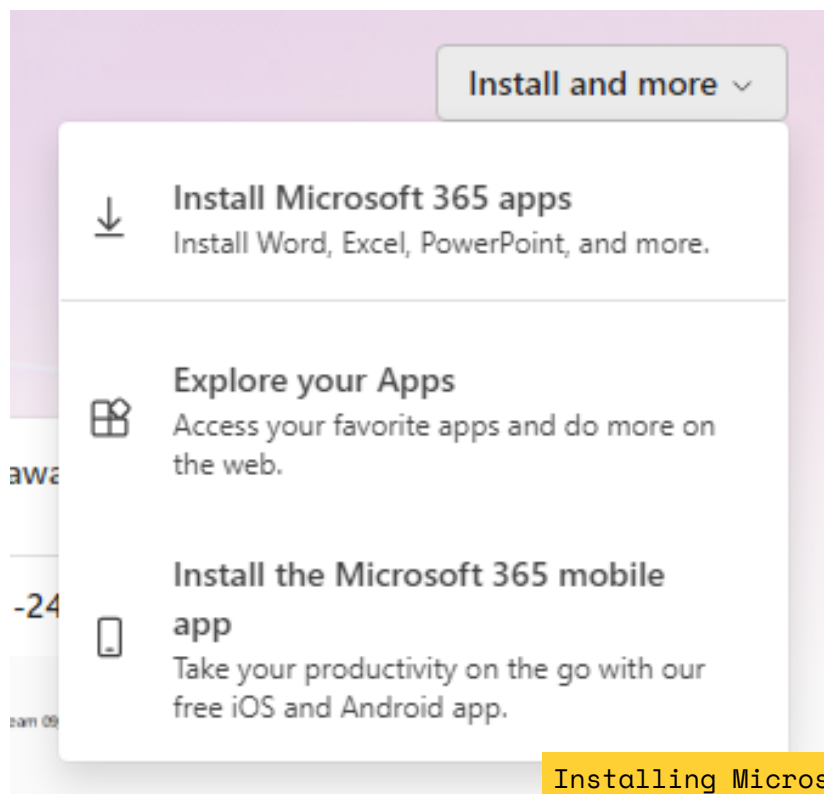 Install and more
Install Microsoft 365 apps
Install Word, Excel, PowerPoint, and more.
Explore your Apps
Access your favorite apps and do more on
the web.
Install the Microsoft 365 mobile
app
Take your productivity on the go with our
free iOS and Android app.
-24
Installing